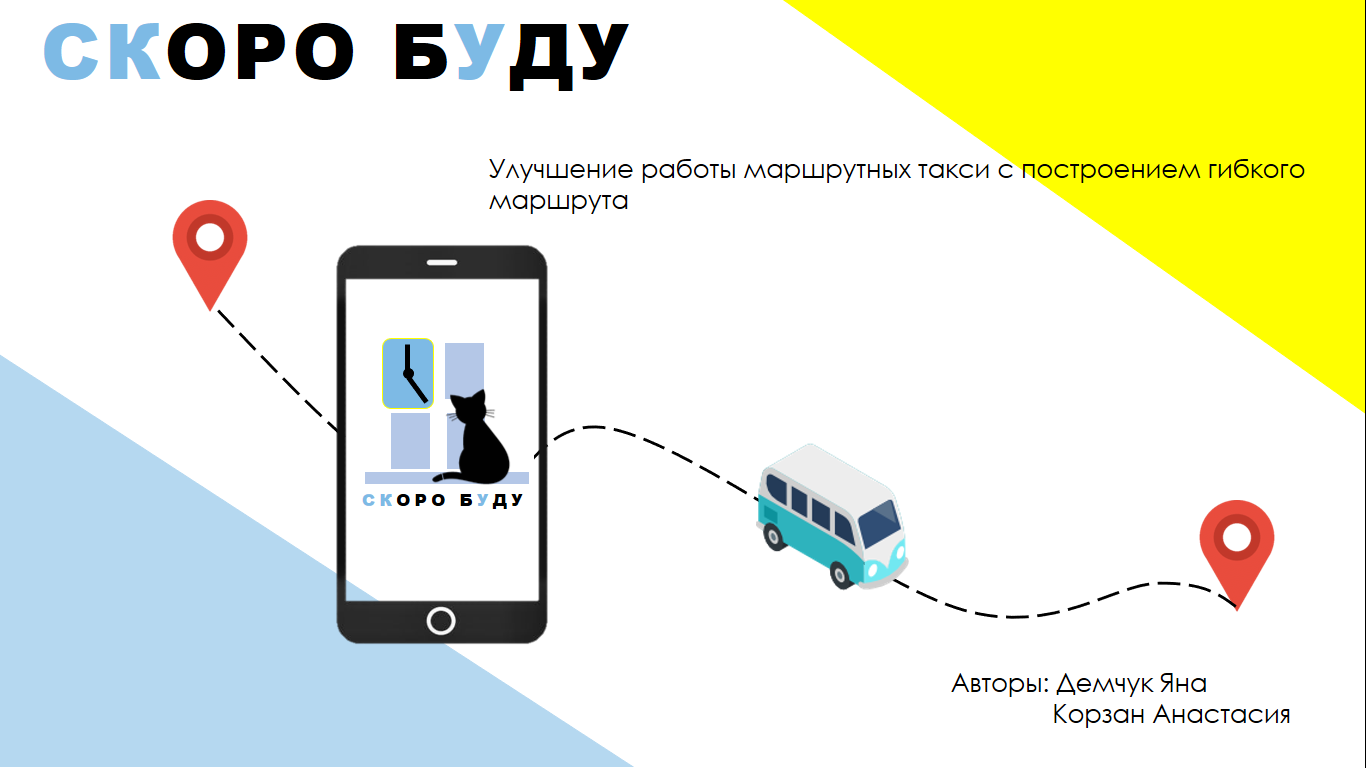 СКОРО БУДУ
Улучшение работы маршрутных такси с построением гибкого
маршрута
СКОРО БУДУ
Авторы: Демчук Яна
Корзан Анастасия